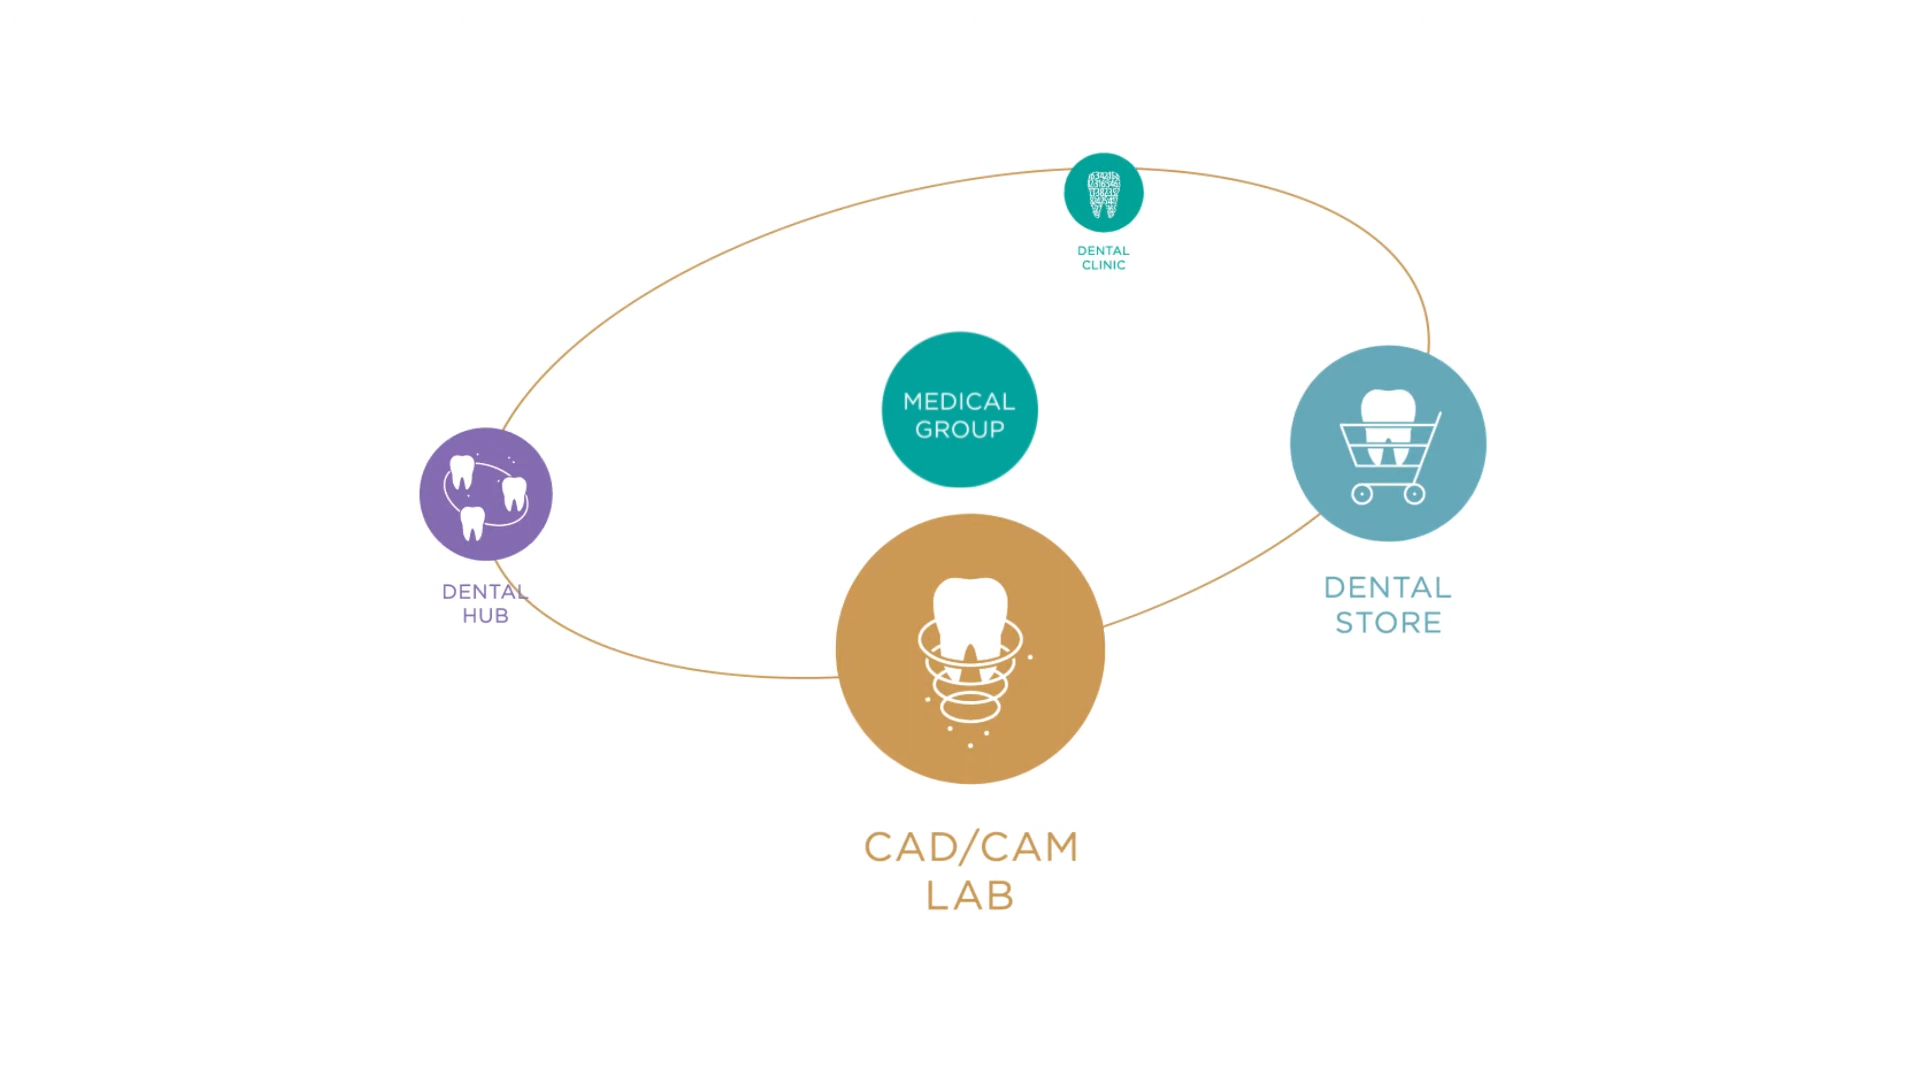 DENTAL
CLINIC
MEDICAL
GROUP
DENTAL
HUB
DENTAL
STORE
CAD/CAM
LAB